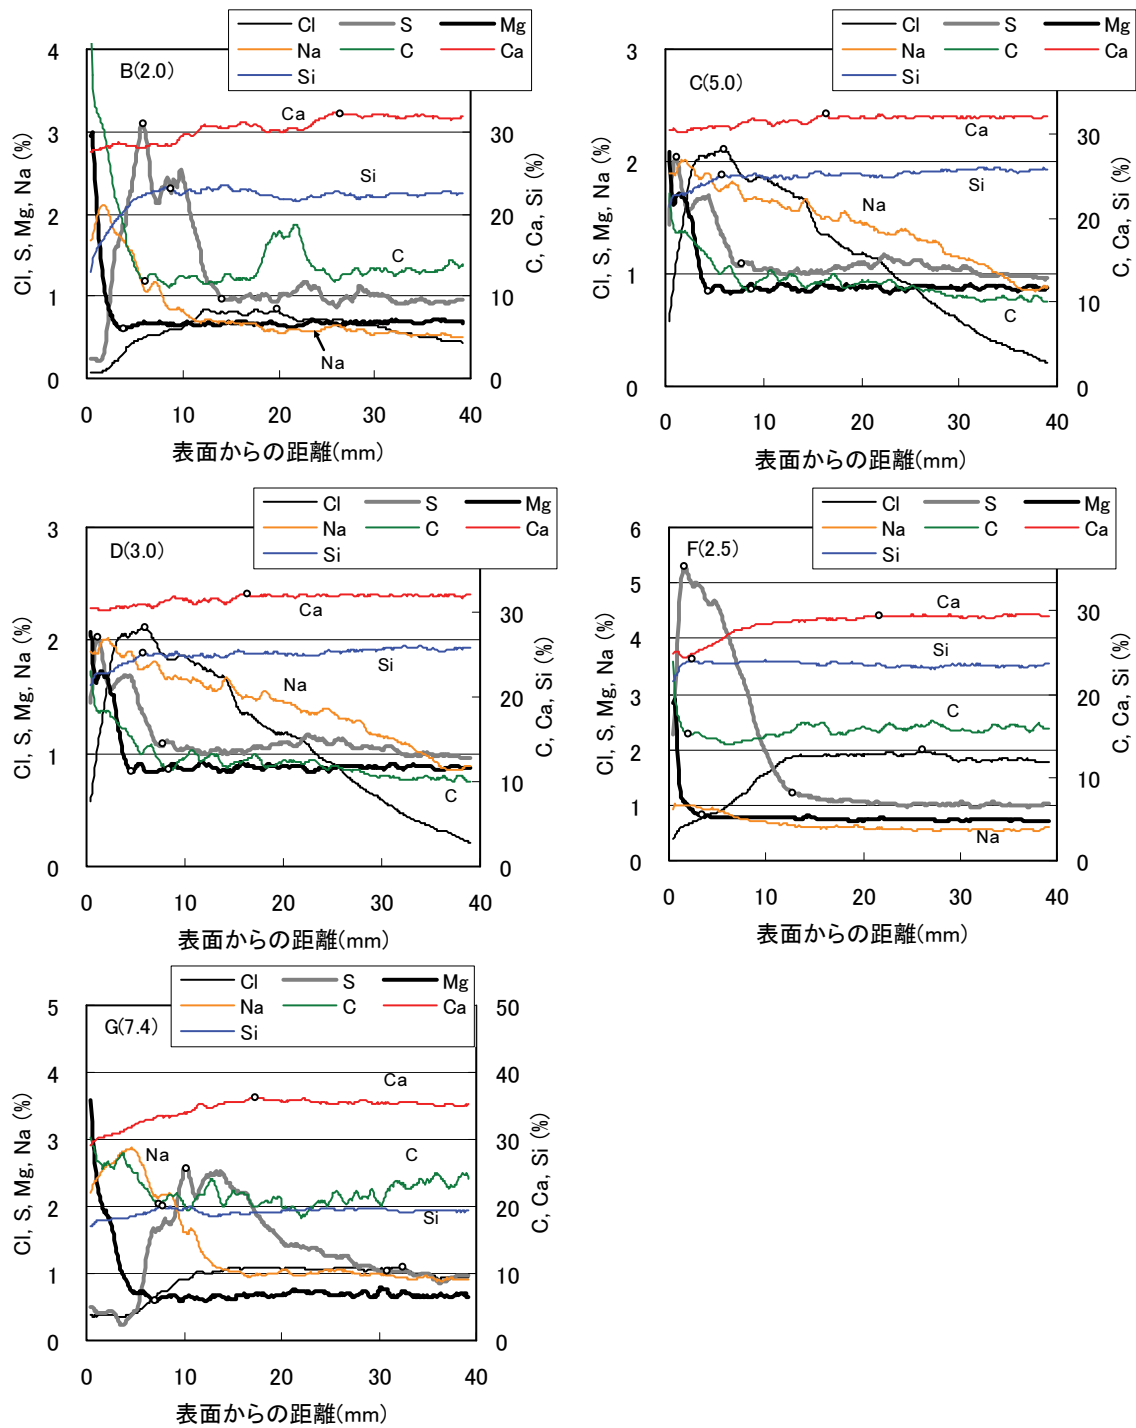 Cl S Mg
Na C Ca
Si
B(2.0)
Cl, S, Mg, Na (%)
4
3
2
1
0
C, Ca, Si (%)
30
20
10
0
Ca
Si
C
Na
0 10 20 30 40
表面からの距離(mm)
Cl S Mg
Na C Ca
Si
C(5.0)
Cl, S, Mg, Na (%)
3
2
1
0
C, Ca, Si (%)
30
20
10
0
Ca
Si
Na
C
0 10 20 30 40
表面からの距離(mm)
Cl S Mg
Na C Ca
Si
D(3.0)
Cl, S, Mg, Na (%)
3
2
1
0
C, Ca, Si (%)
30
20
10
0
Ca
Si
Na
C
0 10 20 30 40
表面からの距離(mm)
Cl S Mg
Na C Ca
Si
F(2.5)
Cl, S, Mg, Na (%)
6
5
4
3
2
1
0
C, Ca, Si (%)
30
20
10
0
Ca
Si
C
Na
0 10 20 30 40
表面からの距離(mm)
Cl S Mg
Na C Ca
Si
G(7.4)
Cl, S, Mg, Na (%)
5
4
3
2
1
0
C, Ca, Si (%)
50
40
30
20
10
0
Ca
Na
C
Si
0 10 20 30 40
表面からの距離(mm)